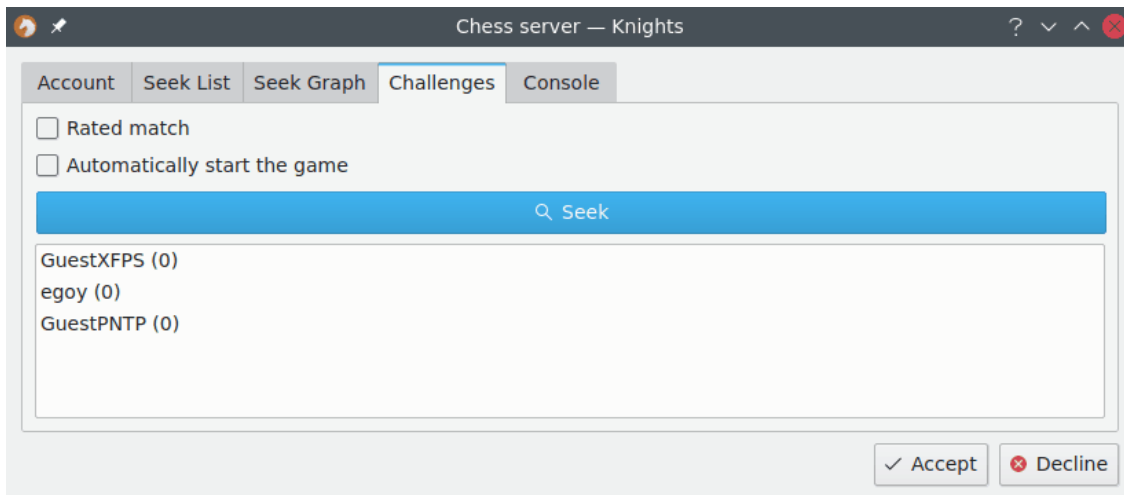 Chess server — Knights
Account Seek List Seek Graph Challenges Console
Rated match
Automatically start the game
Seek
GuestXFPS (0)
egoy (0)
GuestPNTP (0)
Accept Decline